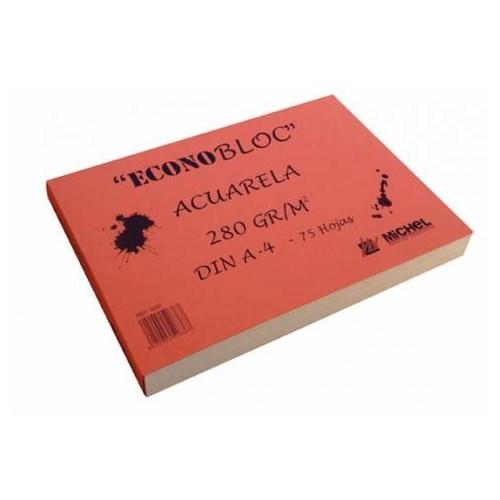 "ECONOBLOC"
ACUARELA
280 GR/M²
DIN A-4 - 75 Hojas
MiCHEL